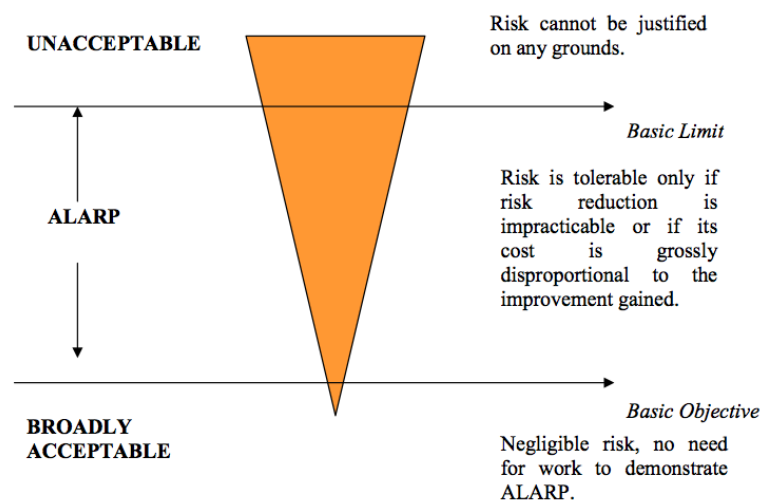 UNACCEPTABLE
Risk cannot be justified
on any grounds.
Basic Limit
ALARP
Risk is tolerable only if
risk reduction is
impracticable or if its
cost is grossly
disproportional to the
improvement gained.
Basic Objective
BROADLY
ACCEPTABLE
Negligible risk, no need
for work to demonstrate
ALARP.